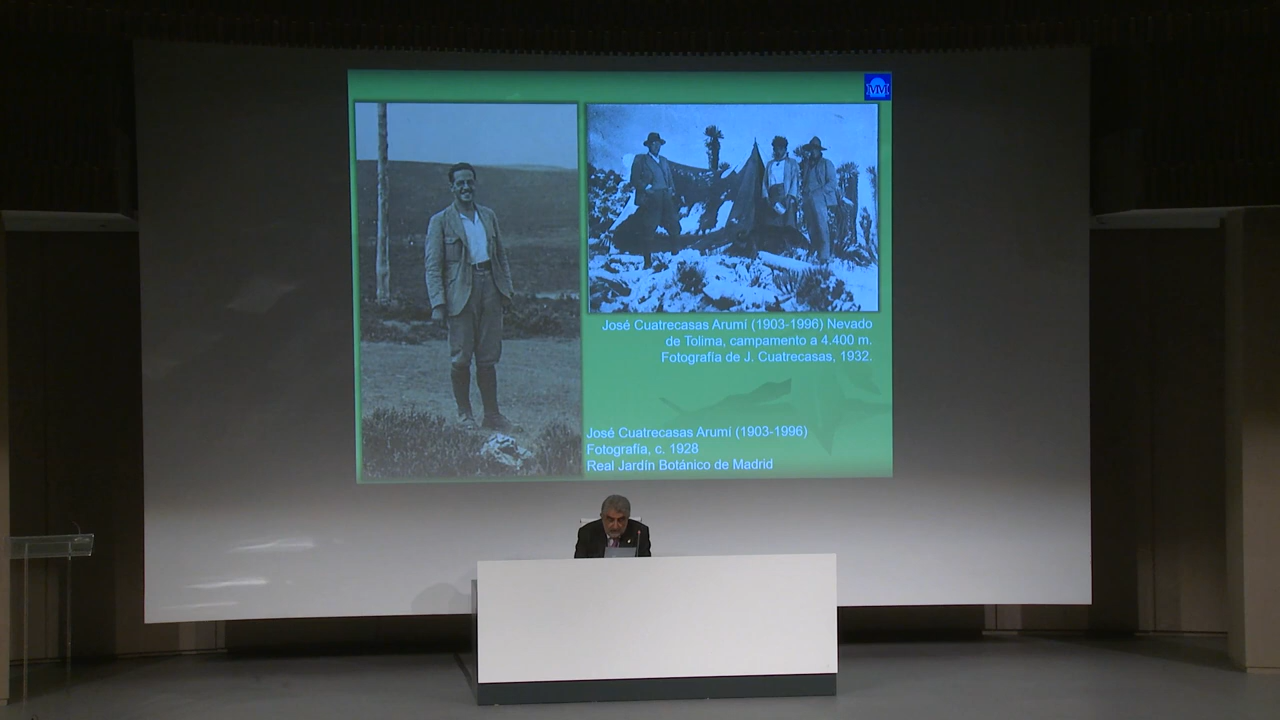 José Cuatrecasas Arumí (1903-1996) Nevado
de Tolima, campamento a 4.400 m.
Fotografía de J. Cuatrecasas, 1932.
José Cuatrecasas Arumí (1903-1996)
Fotografía, c. 1928
Real Jardín Botánico de Madrid